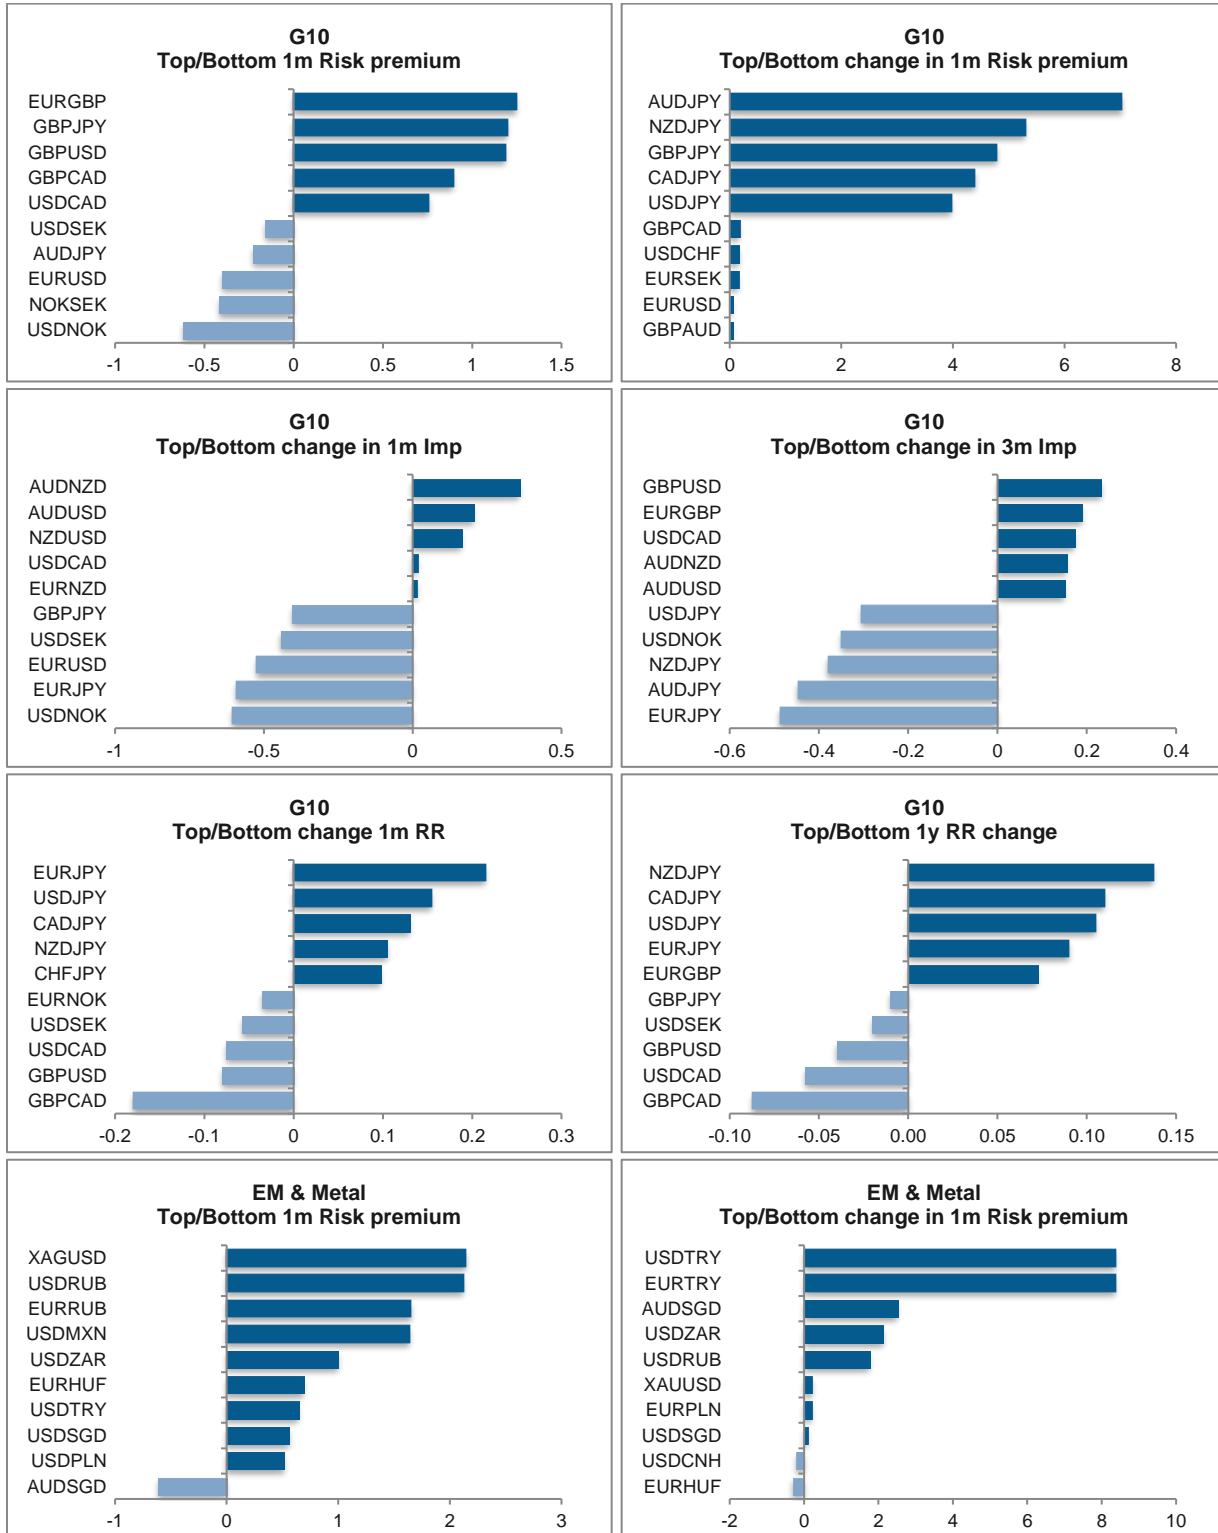 G10
Top/Bottom 1m Risk premium
EURGBP
GBPJPY
GBPUSD
GBPCAD
USDCAD
USDSEK
AUDJPY
EURUSD
NOKSEK
USDNOK
-1 -0.5 0 0.5 1 1.5
G10
Top/Bottom change in 1m Risk premium
AUDJPY
NZDJPY
GBPJPY
CADJPY
USDJPY
GBPCAD
USDCHF
EURSEK
EURUSD
GBPAUD
0 2 4 6 8
G10
Top/Bottom change in 1m Imp
AUDNZD
AUDUSD
NZDUSD
USDCAD
EURNZD
GBPJPY
USDSEK
EURUSD
EURJPY
USDNOK
-1 -0.5 0 0.5
G10
Top/Bottom change in 3m Imp
GBPUSD
EURGBP
USDCAD
AUDNZD
AUDUSD
USDJPY
USDNOK
NZDJPY
AUDJPY
EURJPY
-0.6 -0.4 -0.2 0 0.2 0.4
G10
Top/Bottom change 1m RR
EURJPY
USDJPY
CADJPY
NZDJPY
CHFJPY
EURNOK
USDSEK
USDCAD
GBPUSD
GBPCAD
-0.2 -0.1 0 0.1 0.2 0.3
G10
Top/Bottom 1y RR change
NZDJPY
CADJPY
USDJPY
EURJPY
EURGBP
GBPJPY
USDSEK
GBPUSD
USDCAD
GBPCAD
-0.10 -0.05 0.00 0.05 0.10 0.15
EM & Metal
Top/Bottom 1m Risk premium
XAGUSD
USDRUB
EURRUB
USDMXN
USDZAR
EURHUF
USDTRY
USDSGD
USDPLN
AUDSGD
-1 0 1 2 3
EM & Metal
Top/Bottom change in 1m Risk premium
USDTRY
EURTRY
AUDSGD
USDZAR
USDRUB
XAUUSD
EURPLN
USDSGD
USDCNH
EURHUF
-2 0 2 4 6 8 10